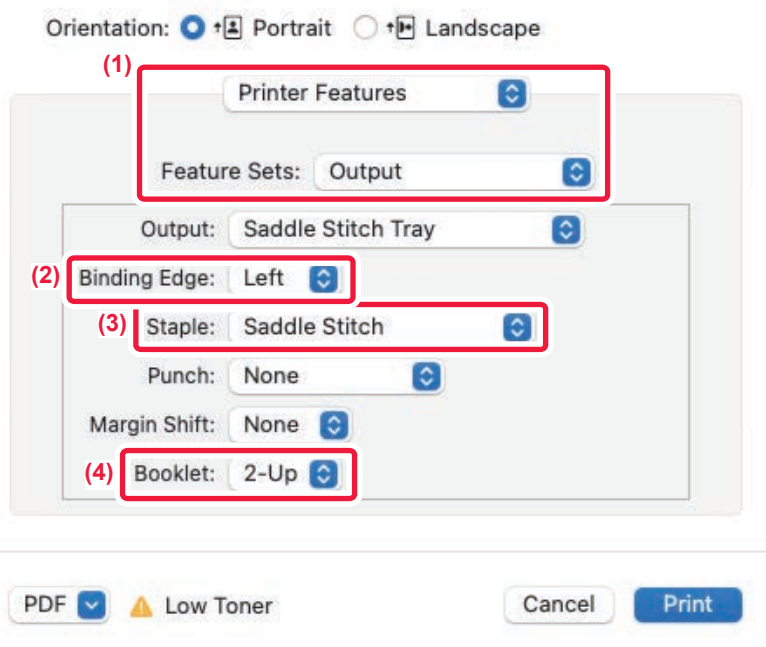 Orientation: Portrait Landscape
(1)
Printer Features
Feature Sets: Output
Output: Saddle Stitch Tray
(2) Binding Edge: Left
(3) Staple: Saddle Stitch
Punch: None
Margin Shift: None
(4) Booklet: 2-Up
PDF Low Toner Cancel Print